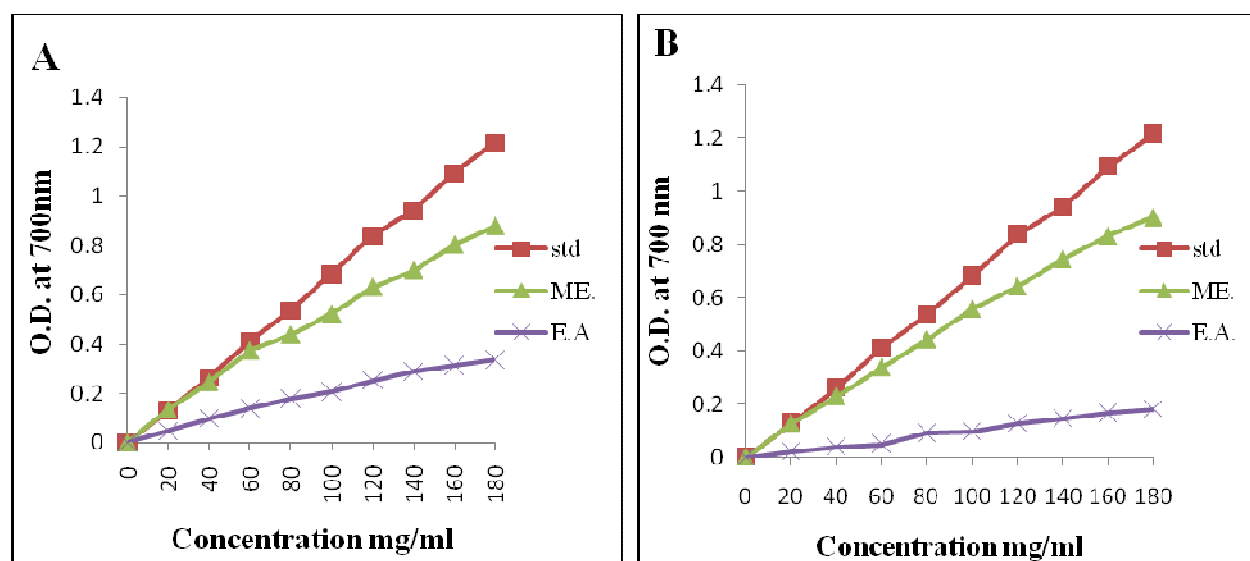 A
O.D. at 700nm
1.4
1.2
1
0.8
0.6
0.4
0.2
0
0 20 40 60 80 100 120 140 160 180
Concentration mg/ml
std
ME.
E.A
B
O.D. at 700 nm
1.4
1.2
1
0.8
0.6
0.4
0.2
0
0 20 40 60 80 100 120 140 160 180
Concentration mg/ml
std
ME.
E.A.